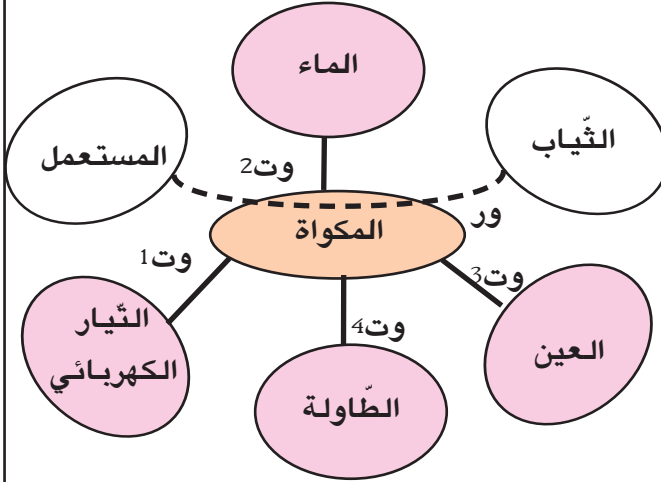 الماء
الثّياب
المستعمل
وت2
ور
المكواة
وت1
وت3
التّيار
الكهربائي
وت4
العين
الطّاولة